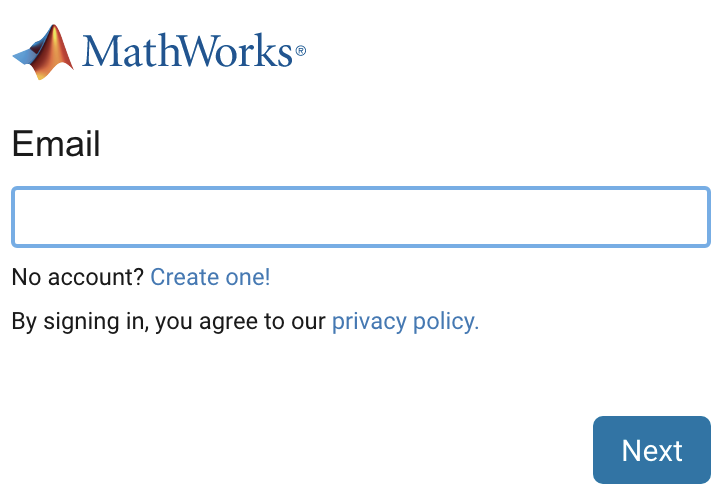 MathWorks®
Email
No account? Create one!
By signing in, you agree to our privacy policy.
Next